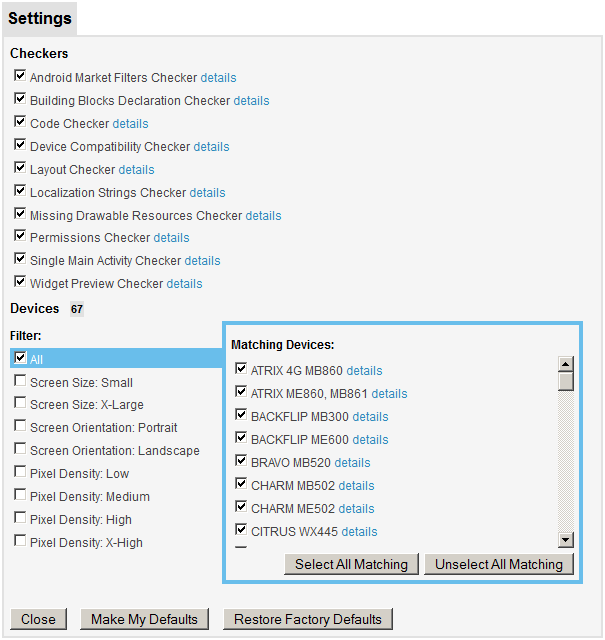 Settings
Checkers
Android Market Filters Checker details
Building Blocks Declaration Checker details
Code Checker details
Device Compatibility Checker details
Layout Checker details
Localization Strings Checker details
Missing Drawable Resources Checker details
Permissions Checker details
Single Main Activity Checker details
Widget Preview Checker details
Devices 67
Filter:
All
Screen Size: Small
Screen Size: X-Large
Screen Orientation: Portrait
Screen Orientation: Landscape
Pixel Density: Low
Pixel Density: Medium
Pixel Density: High
Pixel Density: X-High
Matching Devices:
ATRIX 4G MB860 details
ATRIX ME860, MB861 details
BACKFLIP MB300 details
BACKFLIP ME600 details
BRAVO MB520 details
CHARM MB502 details
CHARM ME502 details
CITRUS WX445 details
Select All Matching Unselect All Matching
Close Make My Defaults Restore Factory Defaults